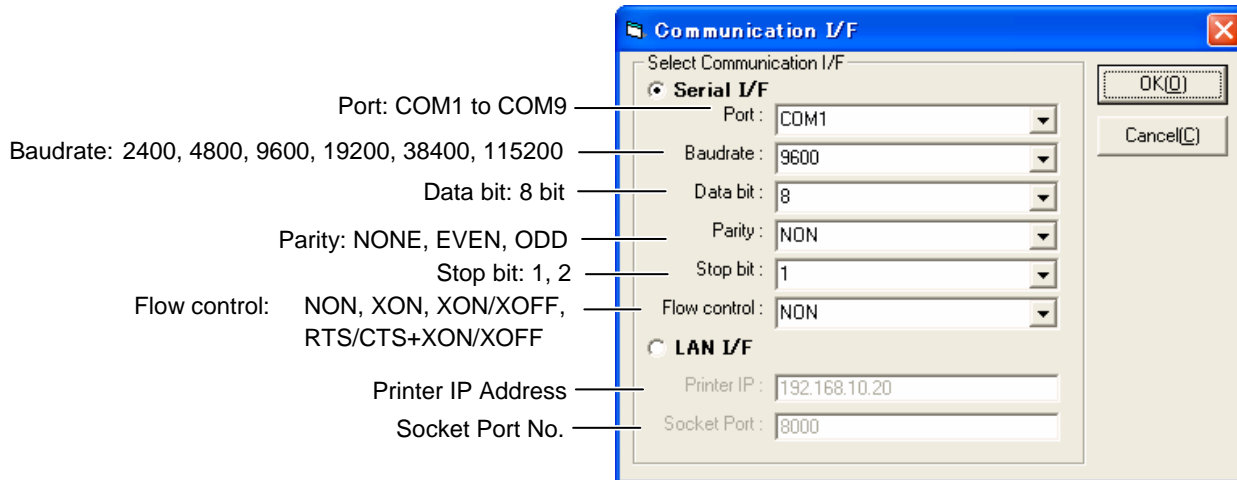 Communication I/F
Select Communication I/F
Serial I/F
OK(O)
Port: COM1 to COM9
Port :
COM1
Cancel(C)
Baudrate: 2400, 4800, 9600, 19200, 38400, 115200
Baudrate :
9600
Data bit: 8 bit
Data bit :
8
Parity: NONE, EVEN, ODD
Parity :
NON
Stop bit: 1, 2
Stop bit :
1
Flow control: NON, XON, XON/XOFF,
RTS/CTS+XON/XOFF
Flow control :
NON
LAN I/F
Printer IP Address
Printer IP :
192.168.10.20
Socket Port No.
Socket Port :
8000